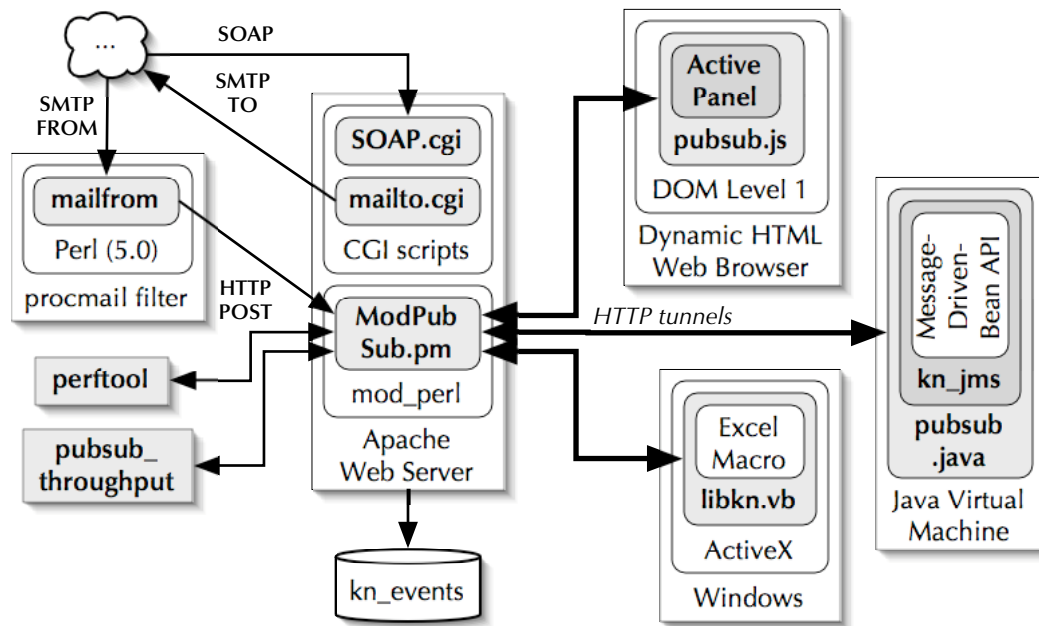 ...
SOAP
SMTP
TO
SMTP
FROM
mailfrom
Perl (5.0)
procmail filter
HTTP
POST
perftool
pubsub_
throughput
SOAP.cgi
mailto.cgi
CGI scripts
ModPub
Sub.pm
mod_perl
Apache
Web Server
kn_events
Active
Panel
pubsub.js
DOM Level 1
Dynamic HTML
Web Browser
HTTP tunnels
Excel
Macro
libkn.vb
ActiveX
Windows
Message-
Driven-
Bean API
kn_jms
pubsub
.java
Java Virtual
Machine